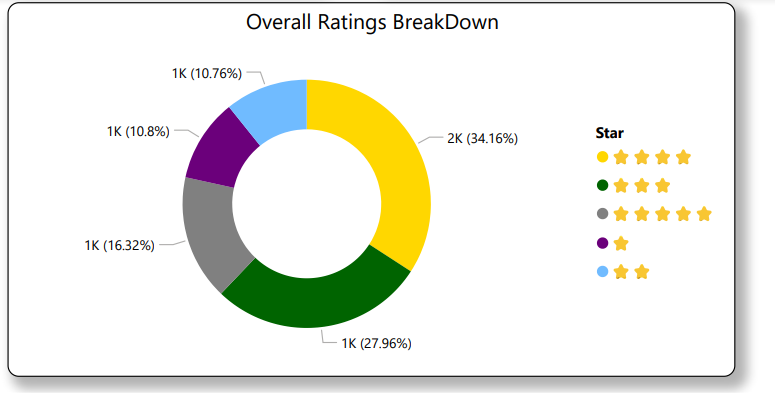 Overall Ratings BreakDown
1K (10.76%)
1K (10.8%)
2K (34.16%)
1K (16.32%)
1K (27.96%)
Star